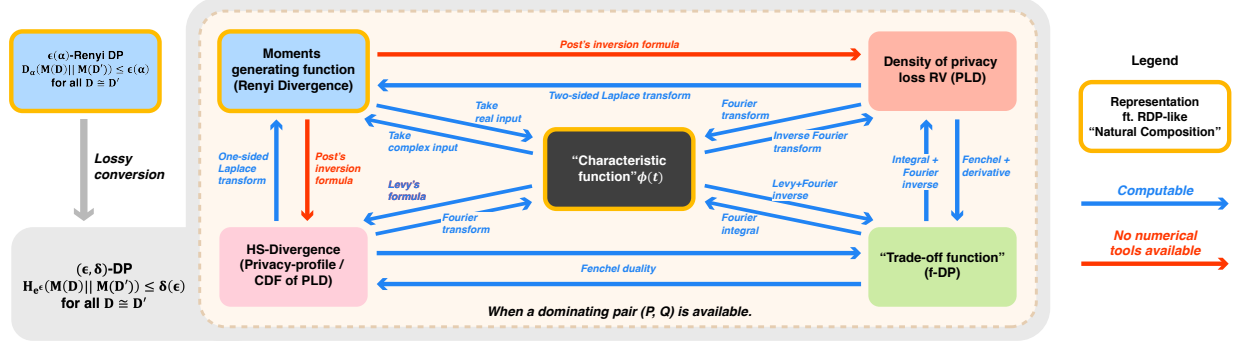 ϵ(α)-Renyi DP
D_α(M(D)|| M(D′)) ≤ ϵ(α)
for all D ≅ D′
Lossy
conversion
(ϵ, δ)-DP
H_{e^ϵ}(M(D)|| M(D′)) ≤ δ(ϵ)
for all D ≅ D′
Moments
generating function
(Renyi Divergence)
Post's inversion formula
Two-sided Laplace transform
Density of privacy
loss RV (PLD)
Take
real input
Take
complex input
Fourier
transform
Inverse Fourier
transform
“Characteristic
function”ϕ(t)
One-sided
Laplace
transform
Post's
inversion
formula
Levy's
formula
Fourier
transform
Levy+Fourier
inverse
Fourier
integral
Integral +
Fourier
inverse
Fenchel +
derivative
HS-Divergence
(Privacy-profile /
CDF of PLD)
Fenchel duality
“Trade-off function”
(f-DP)
When a dominating pair (P, Q) is available.
Legend
Representation
ft. RDP-like
“Natural Composition”
Computable
No numerical
tools available